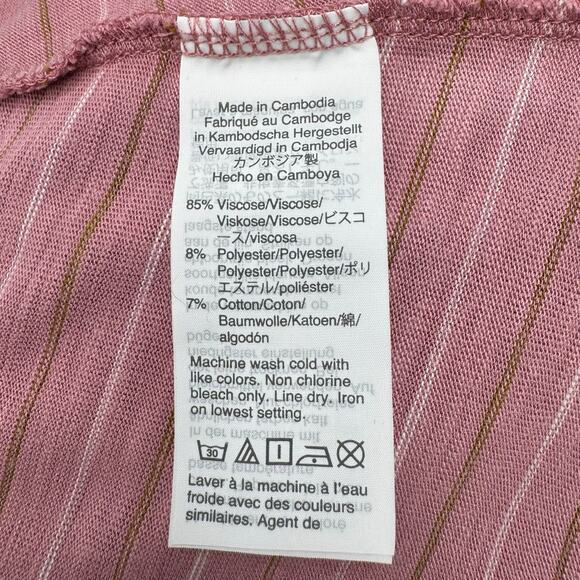 Made in Cambodia
Fabriqué au Cambodge
in Kambodscha Hergestellt
Vervaardigd in Cambodja
カンボジア製
Hecho en Camboya
85% Viscose/Viscose/
Viskose/Viscose/ビスコ
ース/viscosa
8% Polyester/Polyester/
Polyester/Polyester/ポリ
エステル/poliéster
7% Cotton/Coton/
Baumwolle/Katoen/綿/
algodón
Machine wash cold with
like colors. Non chlorine
bleach only. Line dry. Iron
on lowest setting.
30
Laver à la machine à l'eau
froide avec des couleurs
similaires. Agent de